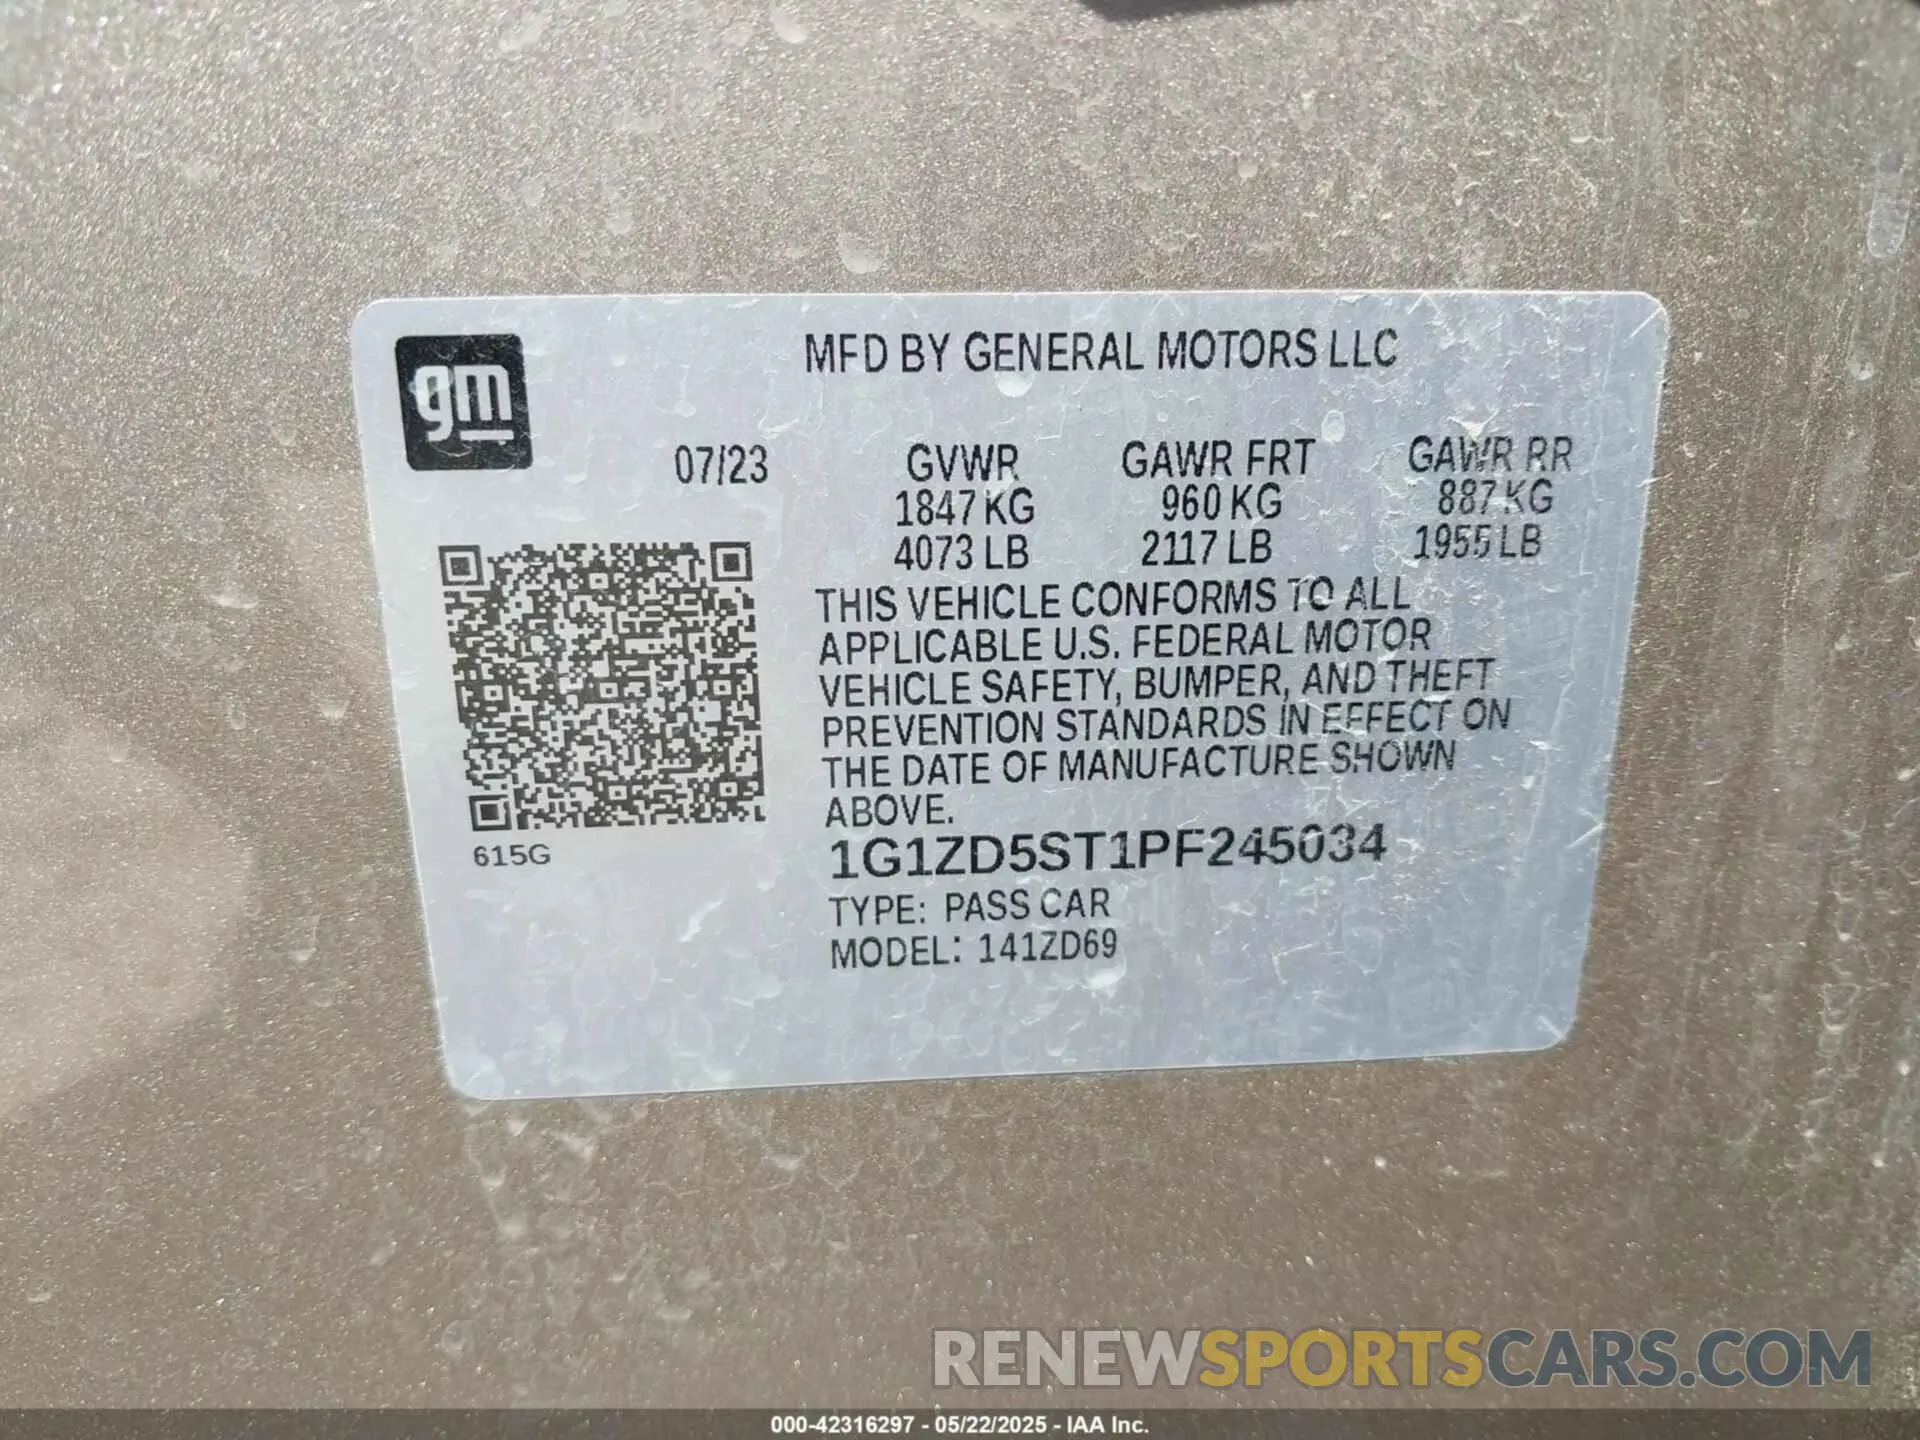 MFD BY GENERAL MOTORS LLC
gm
07/23 GVWR GAWR FRT GAWR RR
1847 KG 960 KG 887 KG
4073 LB 2117 LB 1955 LB
THIS VEHICLE CONFORMS TO ALL
APPLICABLE U.S. FEDERAL MOTOR
VEHICLE SAFETY, BUMPER, AND THEFT
PREVENTION STANDARDS IN EFFECT ON
THE DATE OF MANUFACTURE SHOWN
ABOVE.
615G
1G1ZD5ST1PF245034
TYPE: PASS CAR
MODEL: 141ZD69
RENEWSPORTSCARS.COM
000-42316297 - 05/22/2025 - IAA Inc.